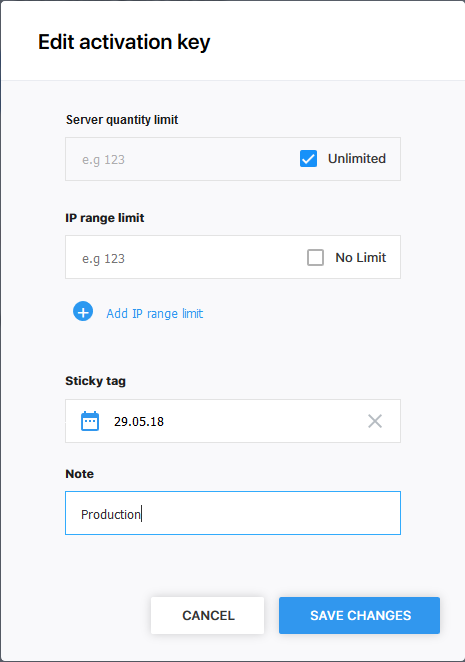 Edit activation key
Server quantity limit
e.g 123 Unlimited
IP range limit
e.g 123 No Limit
Add IP range limit
Sticky tag
29.05.18
Note
Production
CANCEL SAVE CHANGES